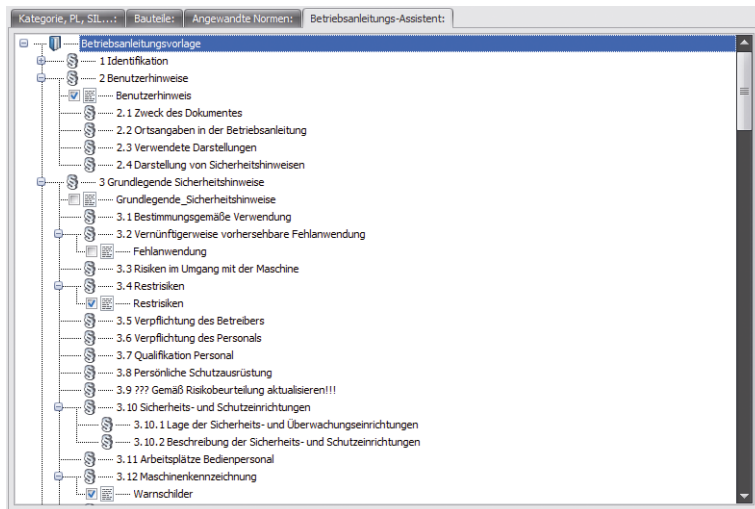 Kategorie, PL, SIL...: Bauteile: Angewandte Normen: Betriebsanleitungs-Assistent:
Betriebsanleitungsvorlage
1 Identifikation
2 Benutzerhinweise
Benutzerhinweis
2.1 Zweck des Dokumentes
2.2 Ortsangaben in der Betriebsanleitung
2.3 Verwendete Darstellungen
2.4 Darstellung von Sicherheitshinweisen
3 Grundlegende Sicherheitshinweise
Grundlegende_Sicherheitshinweise
3.1 Bestimmungsgemäße Verwendung
3.2 Vernünftigerweise vorhersehbare Fehlanwendung
Fehlanwendung
3.3 Risiken im Umgang mit der Maschine
3.4 Restrisiken
Restrisiken
3.5 Verpflichtung des Betreibers
3.6 Verpflichtung des Personals
3.7 Qualifikation Personal
3.8 Persönliche Schutzausrüstung
3.9 ??? Gemäß Risikobeurteilung aktualisieren!!!
3.10 Sicherheits- und Schutzeinrichtungen
3.10.1 Lage der Sicherheits- und Überwachungseinrichtungen
3.10.2 Beschreibung der Sicherheits- und Schutzeinrichtungen
3.11 Arbeitsplätze Bedienpersonal
3.12 Maschinenkennzeichnung
Warnschilder